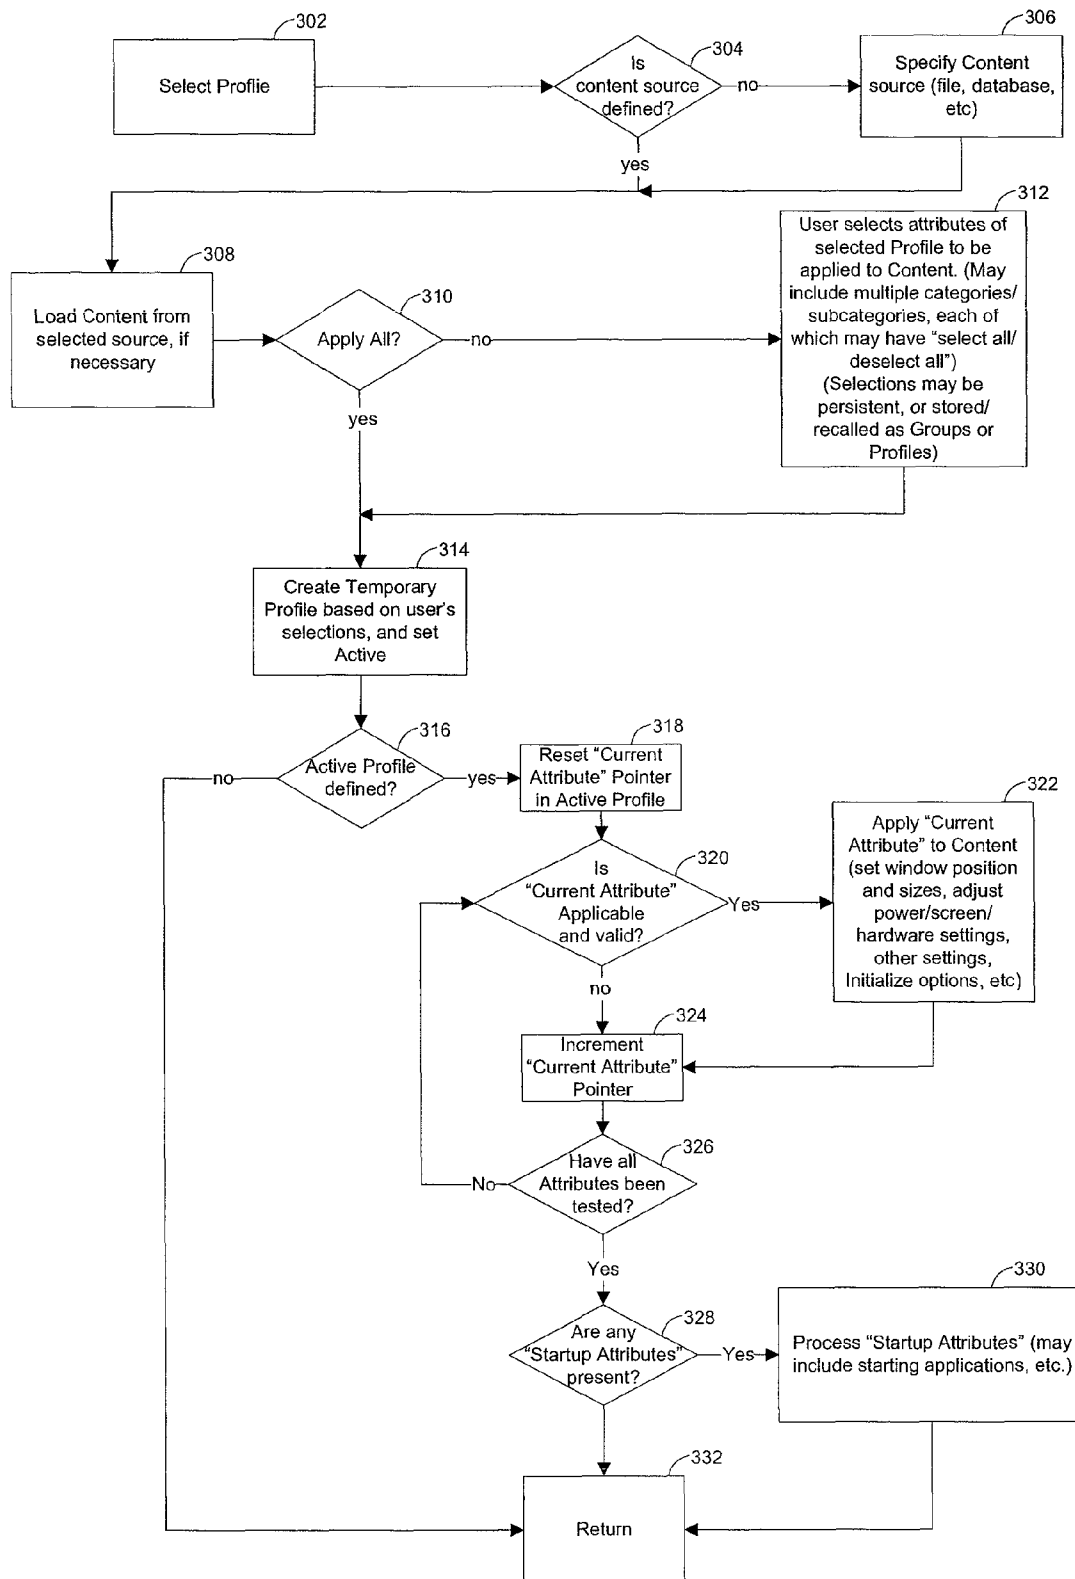 302
Select Profile
304
Is
content source
defined?
no
306
Specify Content
source (file, database,
etc)
yes
308
Load Content from
selected source, if
necessary
310
Apply All?
no
312
User selects attributes of
selected Profile to be
applied to Content. (May
include multiple categories/
subcategories, each of
which may have “select all/
deselect all”)
(Selections may be
persistent, or stored/
recalled as Groups or
Profiles)
yes
314
Create Temporary
Profile based on user's
selections, and set
Active
316
Active Profile
defined?
no
yes
318
Reset “Current
Attribute” Pointer
in Active Profile
320
Is
“Current Attribute”
Applicable
and valid?
Yes
322
Apply “Current
Attribute” to Content
(set window position
and sizes, adjust
power/screen/
hardware settings,
other settings,
Initialize options, etc)
no
324
Increment
“Current Attribute”
Pointer
326
Have all
Attributes been
tested?
No
Yes
328
Are any
“Startup Attributes”
present?
Yes
330
Process “Startup Attributes” (may
include starting applications, etc.)
332
Return